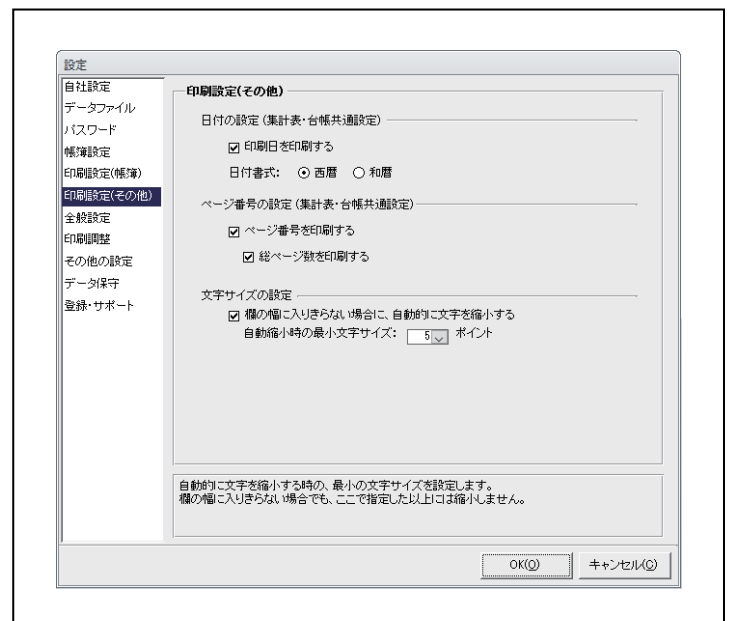 設定
自社設定
データファイル
パスワード
帳簿設定
印刷設定(帳簿)
印刷設定(その他)
全般設定
印刷調整
その他の設定
データ保守
登録・サポート
印刷設定(その他)
日付の設定(集計表・台帳共通設定)
印刷日を印刷する
日付書式: 西暦 和暦
ページ番号の設定(集計表・台帳共通設定)
ページ番号を印刷する
総ページ数を印刷する
文字サイズの設定
欄の幅に入りきらない場合に、自動的に文字を縮小する
自動縮小時の最小文字サイズ: 5 ポイント
自動的に文字を縮小する時の、最小の文字サイズを設定します。
欄の幅に入りきらない場合でも、ここで指定した以上には縮小しません。
OK(O) キャンセル(C)